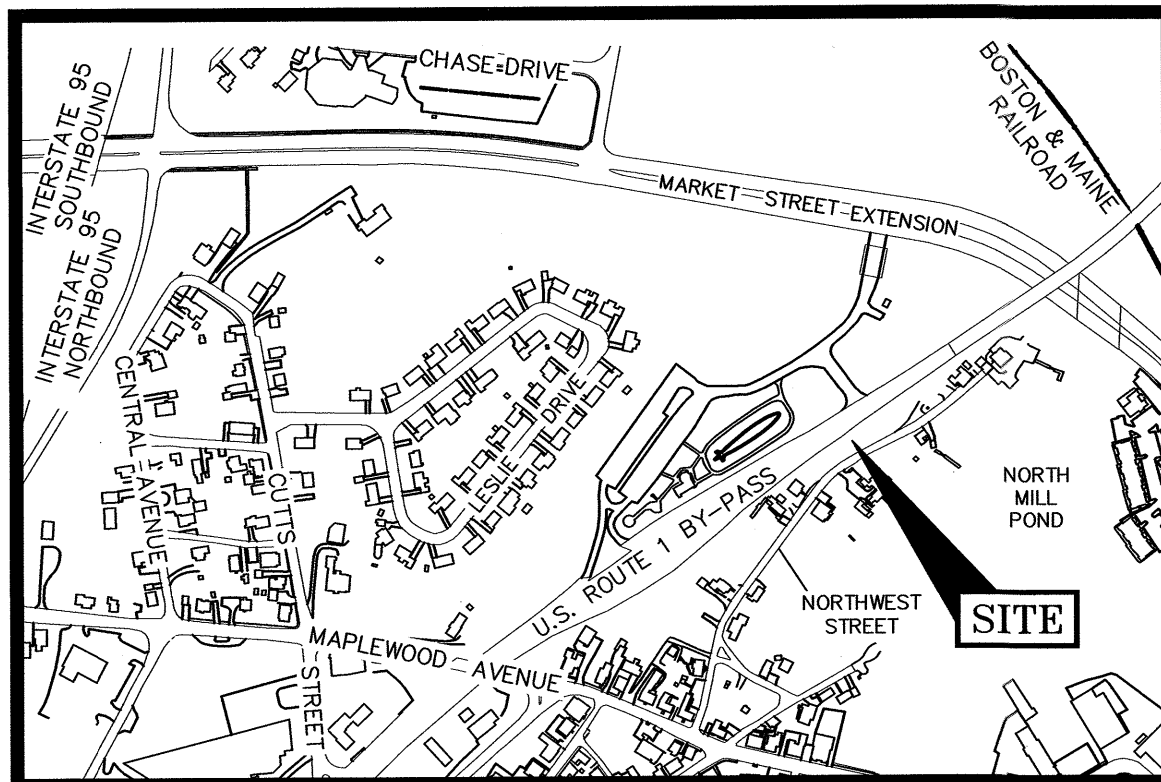 CHASE DRIVE
BOSTON & MAINE
RAILROAD
INTERSTATE 95
SOUTHBOUND
INTERSTATE 95
NORTHBOUND
MARKET STREET EXTENSION
CENTRAL AVENUE
CUTTS
STREET
LESLIE DRIVE
U.S. ROUTE 1 BY-PASS
NORTH
MILL
POND
NORTHWEST
STREET
SITE
MAPLEWOOD AVENUE